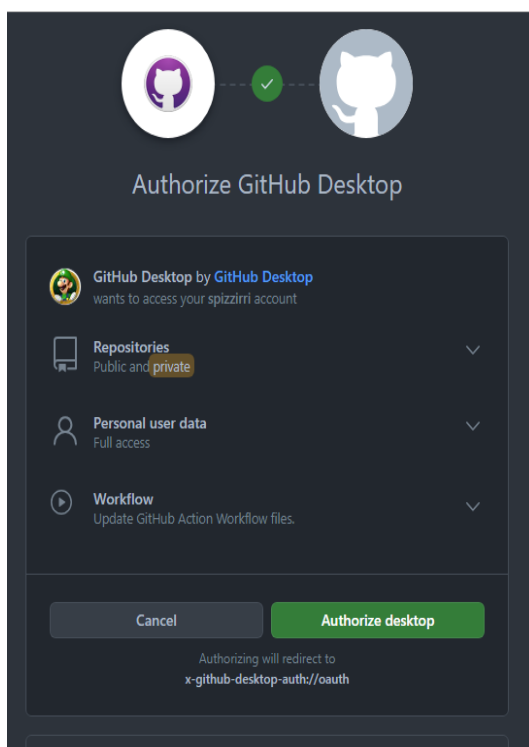 Authorize GitHub Desktop
GitHub Desktop by GitHub Desktop
wants to access your spizzirri account
Repositories
Public and private
Personal user data
Full access
Workflow
Update GitHub Action Workflow files.
Cancel
Authorize desktop
Authorizing will redirect to
x-github-desktop-auth://oauth